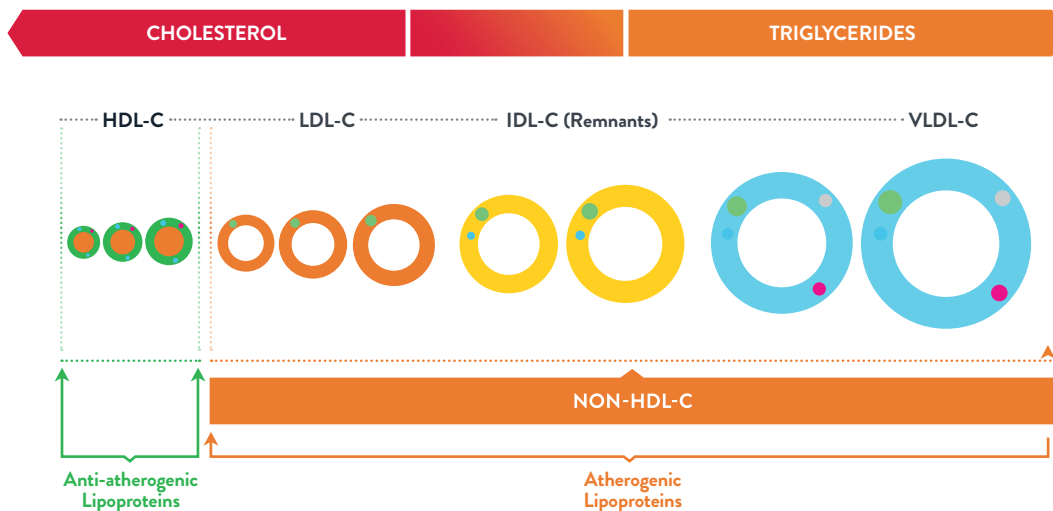 CHOLESTEROL
TRIGLYCERIDES
HDL-C
LDL-C
IDL-C (Remnants)
VLDL-C
NON-HDL-C
Anti-atherogenic
Lipoproteins
Atherogenic
Lipoproteins